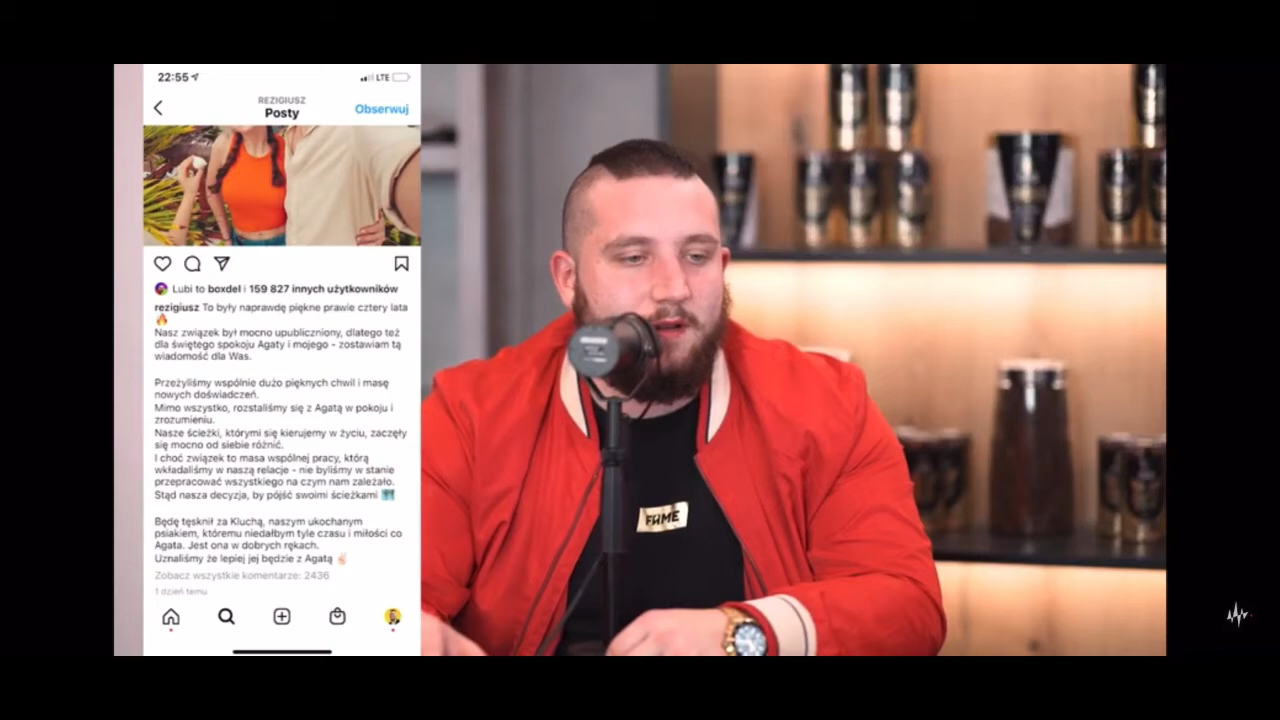 22:55
LTE
REZIGIUSZ
Posty
Obserwuj
Lubi to boxdel i 159 827 innych użytkowników
rezigiusz To były naprawdę piękne prawie cztery lata
🔥
Nasz związek był mocno upubliczniony, dlatego też
dla świętego spokoju Agaty i mojego - zostawiam tą
wiadomość dla Was.
Przeżyliśmy wspólnie dużo pięknych chwil i masę
nowych doświadczeń.
Mimo wszystko, rozstaliśmy się z Agatą w pokoju i
zrozumieniu.
Nasze ścieżki, którymi się kierujemy w życiu, zaczęły
się mocno od siebie różnić.
I choć związek to masa wspólnej pracy, którą
wkładaliśmy w naszą relacje - nie byliśmy w stanie
przepracować wszystkiego na czym nam zależało.
Stąd nasza decyzja, by pójść swoimi ścieżkami
Będę tęsknił za Kluchą, naszym ukochanym
psiakiem, któremu niedałbym tyle czasu i miłości co
Agata. Jest ona w dobrych rękach.
Uznaliśmy że lepiej jej będzie z Agatą ✌🏻
Zobacz wszystkie komentarze: 2436
1 dzień temu
FAME